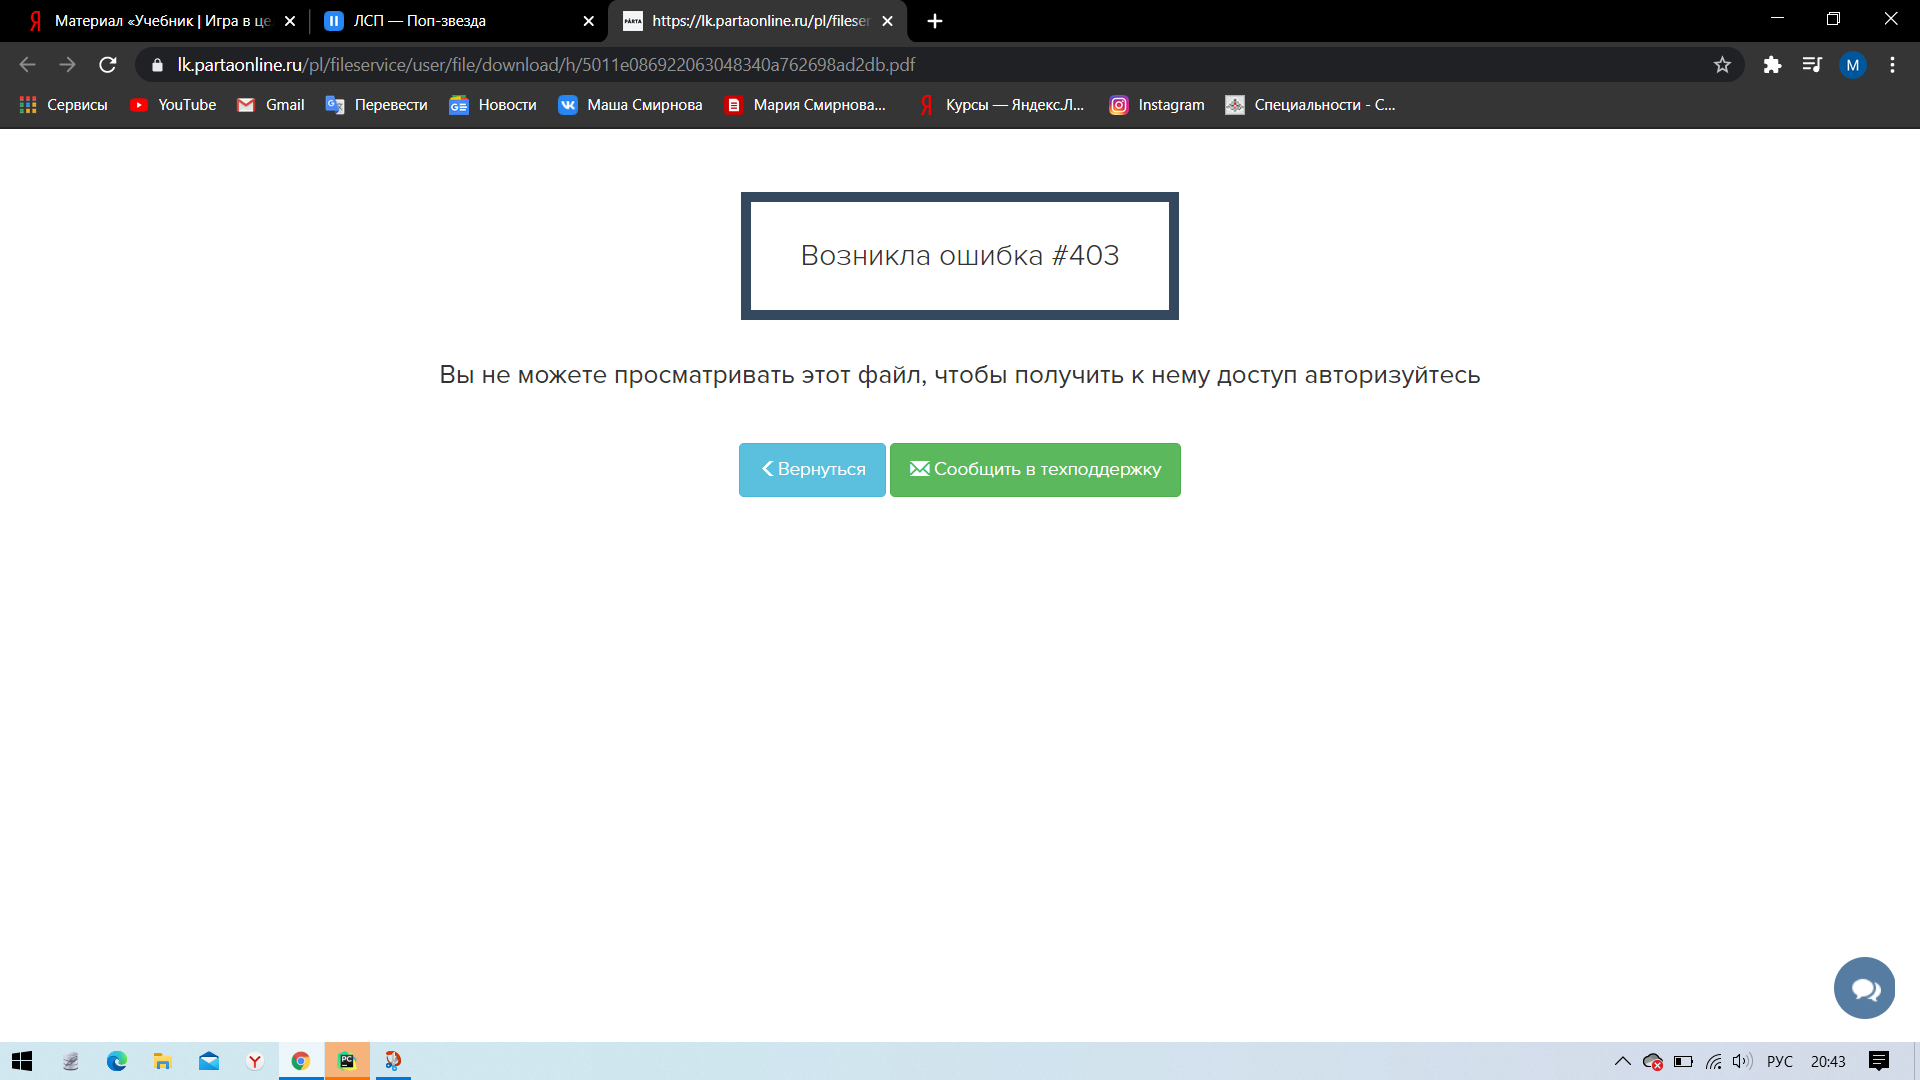 Материал «Учебник | Игра в це
ЛСП — Поп-звезда
PARTA
https://lk.partaonline.ru/pl/fileser
lk.partaonline.ru/pl/fileservice/user/file/download/h/5011e086922063048340a762698ad2db.pdf
M
Сервисы YouTube Gmail Перевести Новости Маша Смирнова Мария Смирнова... Курсы — Яндекс.Л... Instagram Специальности - С...
Возникла ошибка #403
Вы не можете просматривать этот файл, чтобы получить к нему доступ авторизуйтесь
Вернуться
Сообщить в техподдержку
РУС
20:43